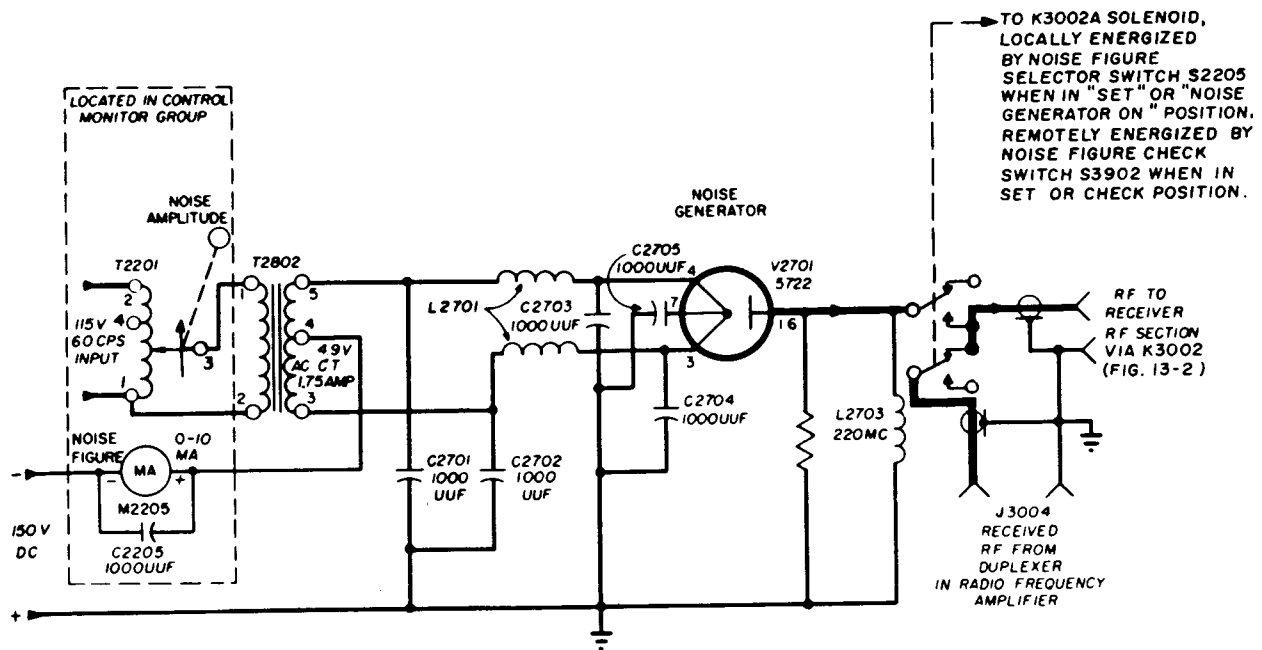 TO K3002A SOLENOID,
LOCALLY ENERGIZED
BY NOISE FIGURE
SELECTOR SWITCH S2205
WHEN IN "SET" OR "NOISE
GENERATOR ON" POSITION.
REMOTELY ENERGIZED BY
NOISE FIGURE CHECK
SWITCH S3902 WHEN IN
SET OR CHECK POSITION.
LOCATED IN CONTROL
MONITOR GROUP
NOISE
AMPLITUDE
NOISE
GENERATOR
T2201
2
4
115V
60 CPS
INPUT
1
3
T2802
1
2
5
4
4.9V
AC CT
1.75AMP
3
L2701
C2703
1000UUF
C2705
1000UUF
4
7
3
V2701
5722
1 6
C2704
1000UUF
L2703
220MC
RF TO
RECEIVER
RF SECTION
VIA K3002
(FIG. 13-2)
NOISE
FIGURE
0-10
MA
MA
-
+
M2205
C2205
1000UUF
-
150V
DC
+
C2701
1000
UUF
C2702
1000
UUF
J3004
RECEIVED
RF FROM
DUPLEXER
IN RADIO FREQUENCY
AMPLIFIER